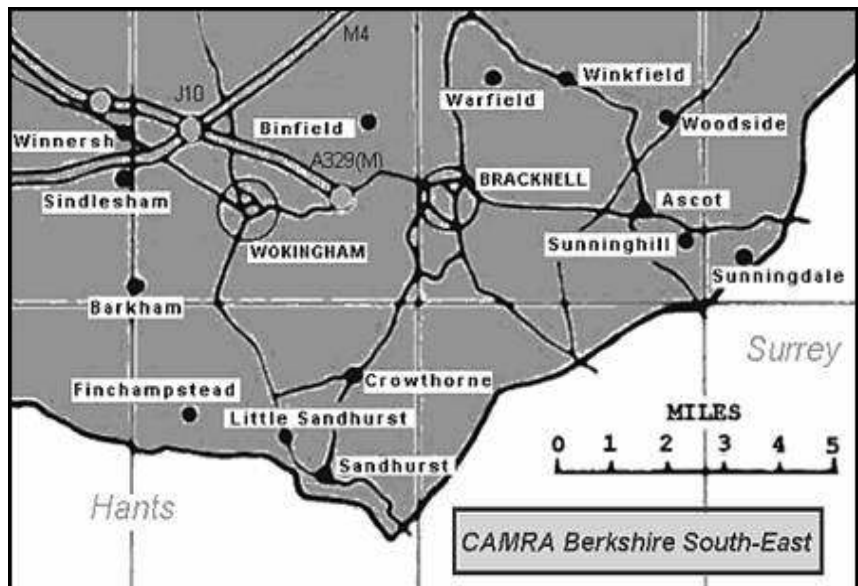 M4
J10
Winkfield
Warfield
Binfield
Woodside
Winnersh
A329(M)
BRACKNELL
Sindlesham
Ascot
WOKINGHAM
Sunninghill
Sunningdale
Barkham
Surrey
Crowthorne
Finchampstead
Little Sandhurst
MILES
0 1 2 3 4 5
Sandhurst
Hants
CAMRA Berkshire South-East